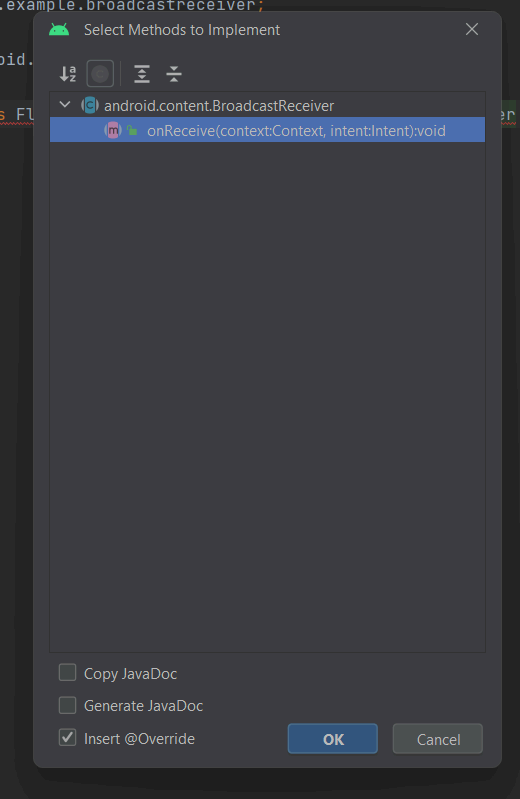 .example.broadcastreceiver;
Select Methods to Implement
oid.
android.content.BroadcastReceiver
s Fl
er
onReceive(context:Context, intent:Intent):void
Copy JavaDoc
Generate JavaDoc
Insert @Override
OK
Cancel